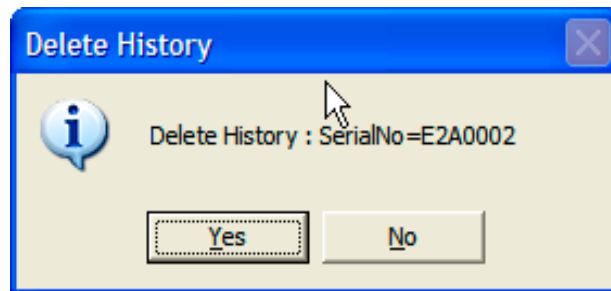 Delete History
Delete History : SerialNo=E2A0002
Yes
No